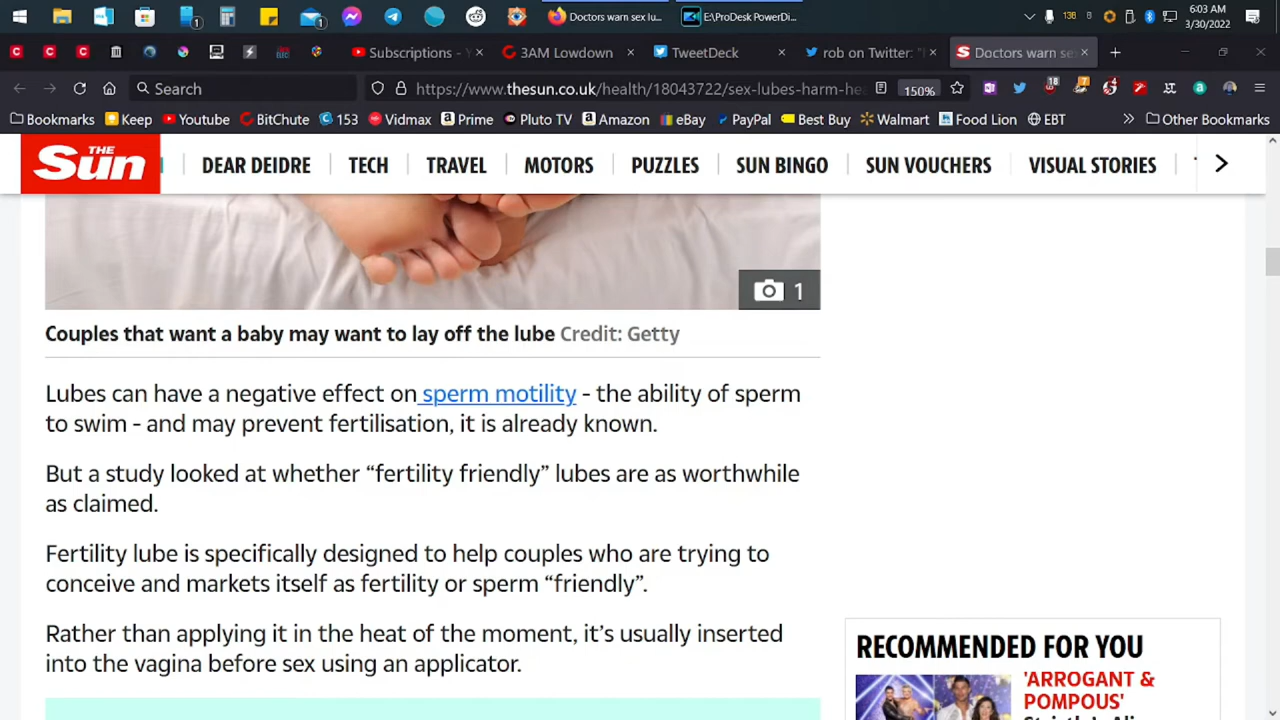 1
1
Doctors warn sex lu...
E:\ProDesk PowerDi...
138
6:03 AM
3/30/2022
Subscriptions - Y
3AM Lowdown
TweetDeck
rob on Twitter: "
Doctors warn sex
Search
https://www.thesun.co.uk/health/18043722/sex-lubes-harm-he
150%
18
Bookmarks
Keep
Youtube
BitChute
153
Vidmax
Prime
Pluto TV
Amazon
eBay
PayPal
Best Buy
Walmart
Food Lion
EBT
Other Bookmarks
THE
Sun
DEAR DEIDRE
TECH
TRAVEL
MOTORS
PUZZLES
SUN BINGO
SUN VOUCHERS
VISUAL STORIES
1
Couples that want a baby may want to lay off the lube Credit: Getty
Lubes can have a negative effect on sperm motility - the ability of sperm
to swim - and may prevent fertilisation, it is already known.
But a study looked at whether “fertility friendly” lubes are as worthwhile
as claimed.
Fertility lube is specifically designed to help couples who are trying to
conceive and markets itself as fertility or sperm “friendly”.
Rather than applying it in the heat of the moment, it’s usually inserted
into the vagina before sex using an applicator.
RECOMMENDED FOR YOU
'ARROGANT &
POMPOUS'